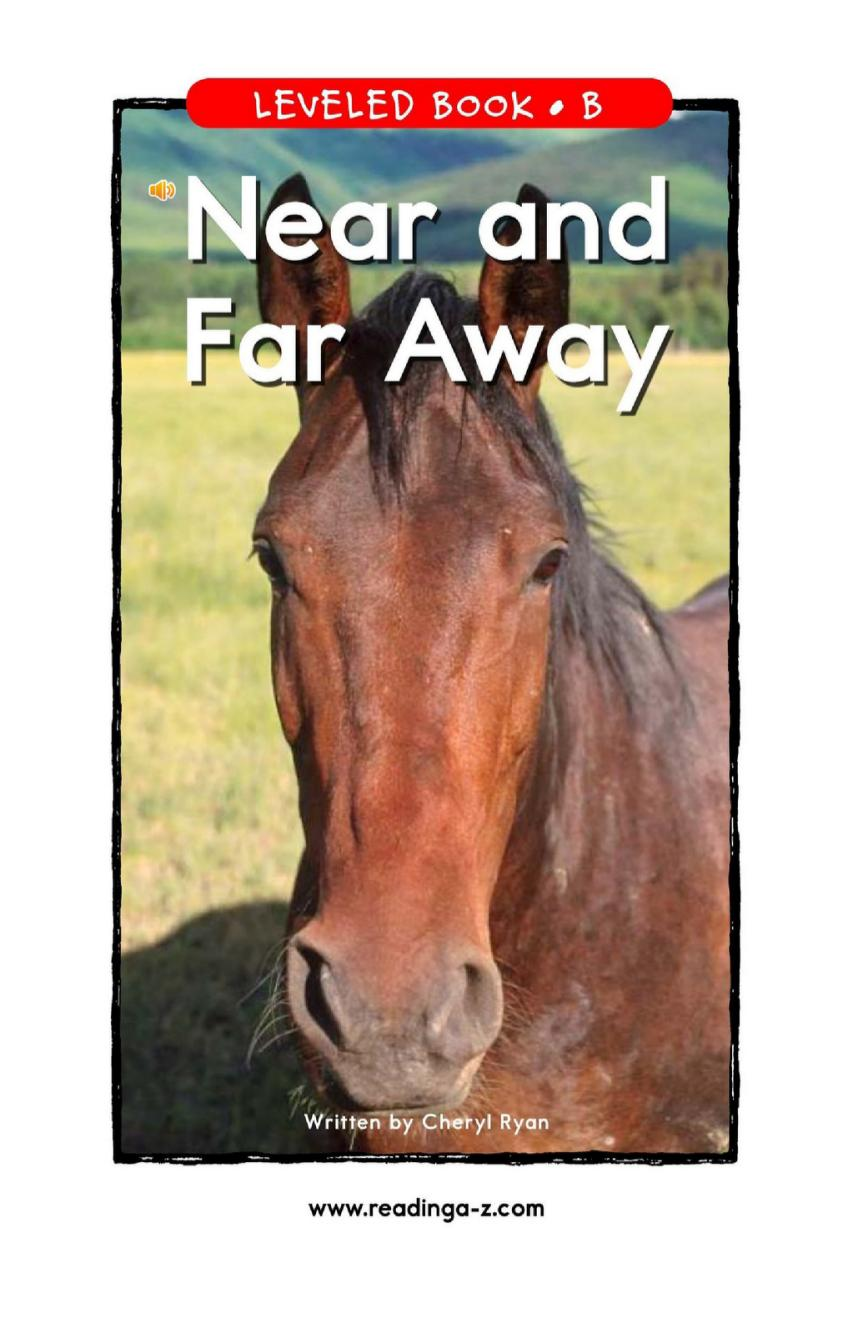 LEVELED BOOK • B
Near and
Far Away
Written by Cheryl Ryan
www.readinga-z.com